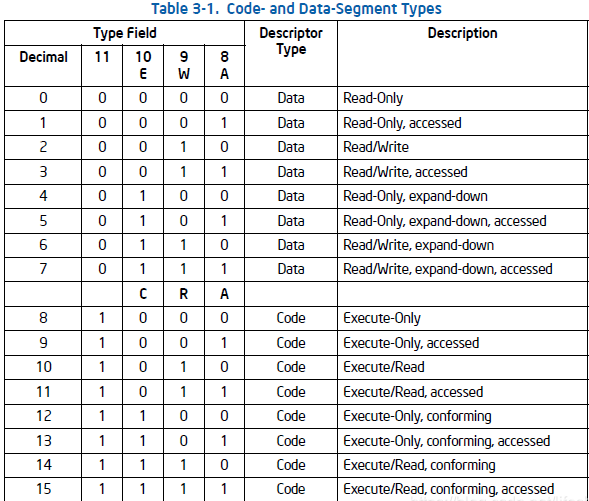 Table 3-1. Code- and Data-Segment Types
Type Field Descriptor Type Description
Decimal 11 10 E 9 W 8 A
0 0 0 0 0 Data Read-Only
1 0 0 0 1 Data Read-Only, accessed
2 0 0 1 0 Data Read/Write
3 0 0 1 1 Data Read/Write, accessed
4 0 1 0 0 Data Read-Only, expand-down
5 0 1 0 1 Data Read-Only, expand-down, accessed
6 0 1 1 0 Data Read/Write, expand-down
7 0 1 1 1 Data Read/Write, expand-down, accessed
C R A
8 1 0 0 0 Code Execute-Only
9 1 0 0 1 Code Execute-Only, accessed
10 1 0 1 0 Code Execute/Read
11 1 0 1 1 Code Execute/Read, accessed
12 1 1 0 0 Code Execute-Only, conforming
13 1 1 0 1 Code Execute-Only, conforming, accessed
14 1 1 1 0 Code Execute/Read, conforming
15 1 1 1 1 Code Execute/Read, conforming, accessed